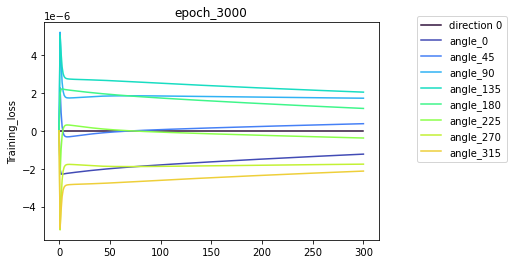 epoch_3000
1e−6
4
2
0
−2
−4
Training_loss
0
50
100
150
200
250
300
direction 0
angle_0
angle_45
angle_90
angle_135
angle_180
angle_225
angle_270
angle_315